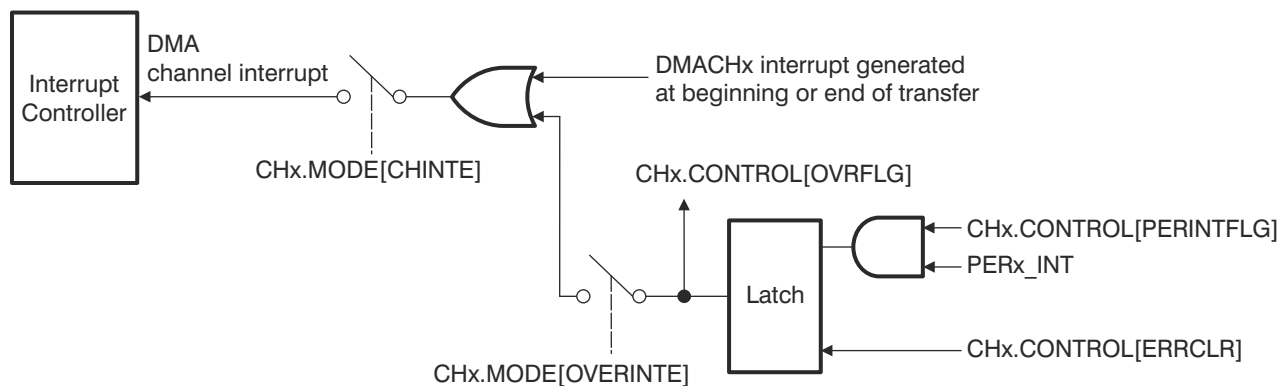 DMA
channel interrupt
Interrupt
Controller
DMACHx interrupt generated
at beginning or end of transfer
CHx.MODE[CHINTE]
CHx.CONTROL[OVRFLG]
CHx.CONTROL[PERINTFLG]
PERx_INT
Latch
CHx.CONTROL[ERRCLR]
CHx.MODE[OVERINTE]